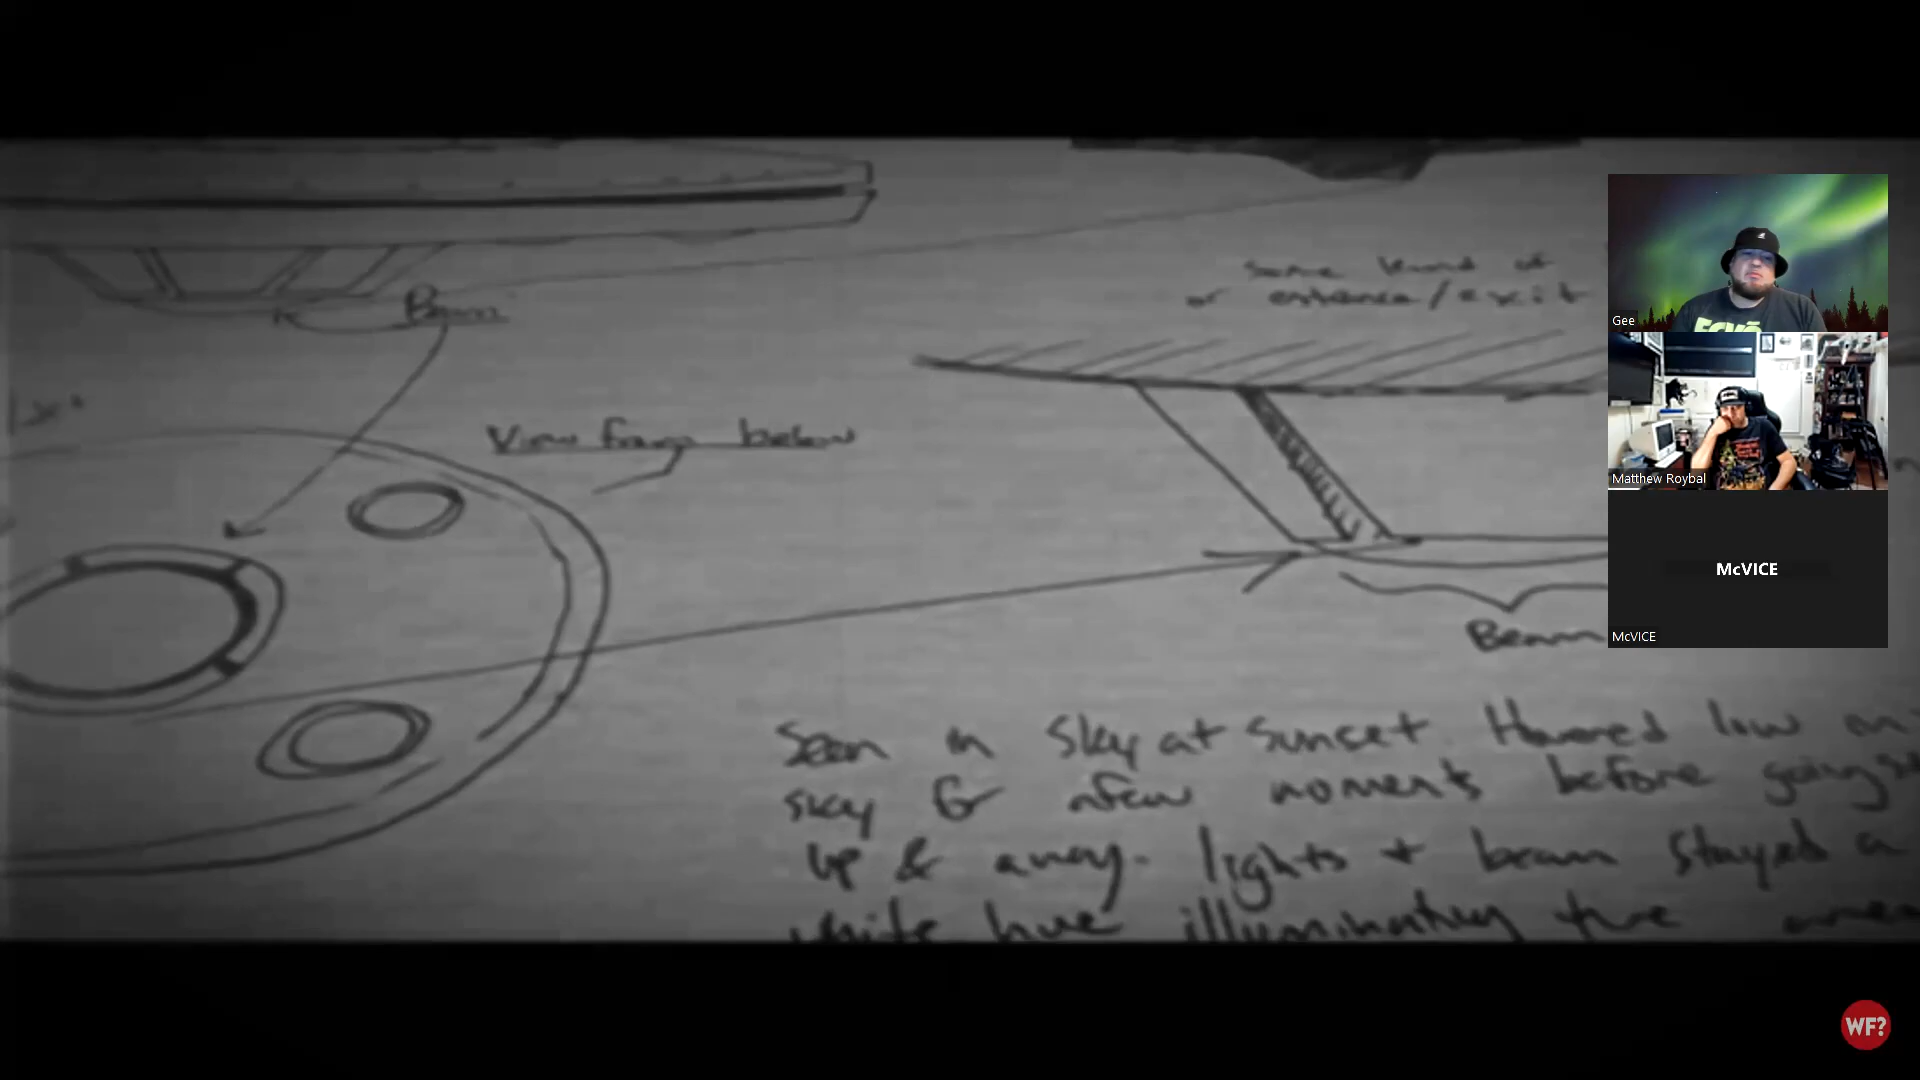 Beam
some kind of
or entrance/exit
View from below
Beam
Seen in sky at sunset. Hovered low in
sky for a few moments before going
up & away. lights + beam stayed a
white hue illuminating the area
Gee
ECKO
Matthew Roybal
McVICE
McVICE
WF?